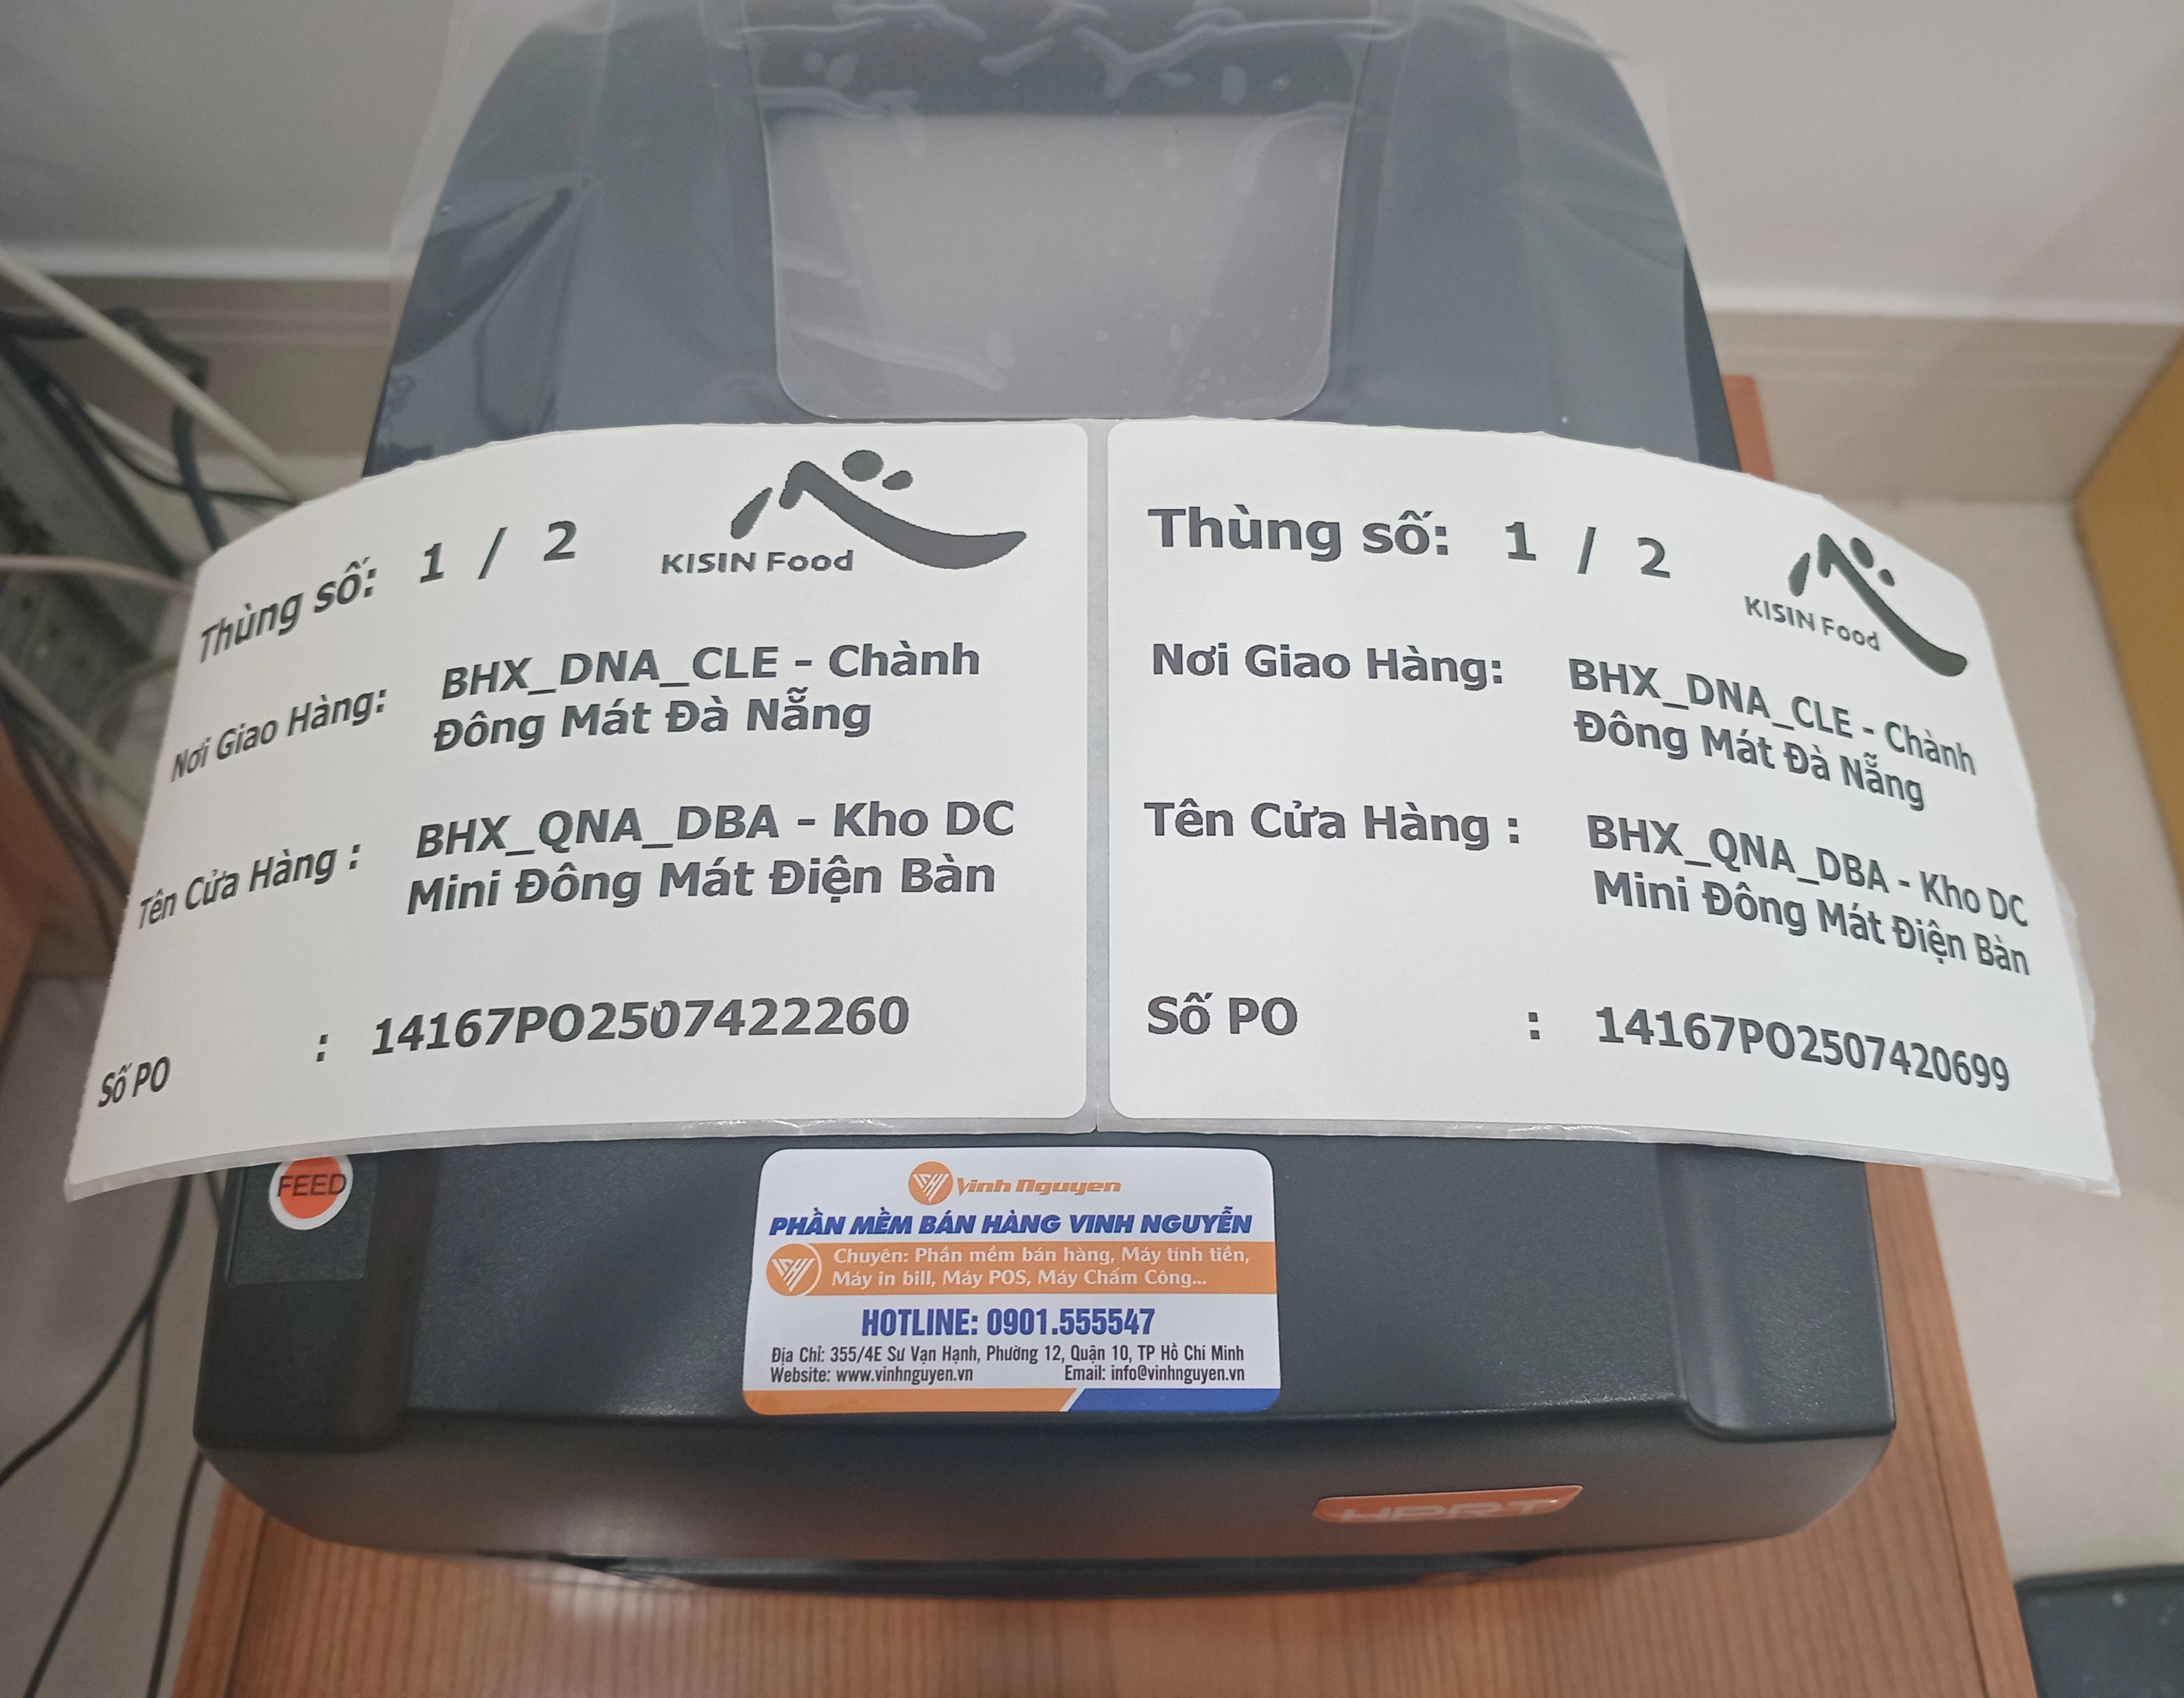 Thùng số: 1 / 2
KISIN Food
Nơi Giao Hàng: BHX_DNA_CLE - Chành
Đông Mát Đà Nẵng
Tên Cửa Hàng : BHX_QNA_DBA - Kho DC
Mini Đông Mát Điện Bàn
Số PO : 14167PO2507422260
Thùng số: 1 / 2
KISIN Food
Nơi Giao Hàng: BHX_DNA_CLE - Chành
Đông Mát Đà Nẵng
Tên Cửa Hàng : BHX_QNA_DBA - Kho DC
Mini Đông Mát Điện Bàn
Số PO : 14167PO2507420699
FEED
Vinh Nguyen
PHẦN MỀM BÁN HÀNG VINH NGUYỄN
Chuyên: Phần mềm bán hàng, Máy tính tiền,
Máy in bill, Máy POS, Máy Chấm Công...
HOTLINE: 0901.555547
Địa Chỉ: 355/4E Sư Vạn Hạnh, Phường 12, Quận 10, TP Hồ Chí Minh
Website: www.vinhnguyen.vn Email: info@vinhnguyen.vn
HPRT